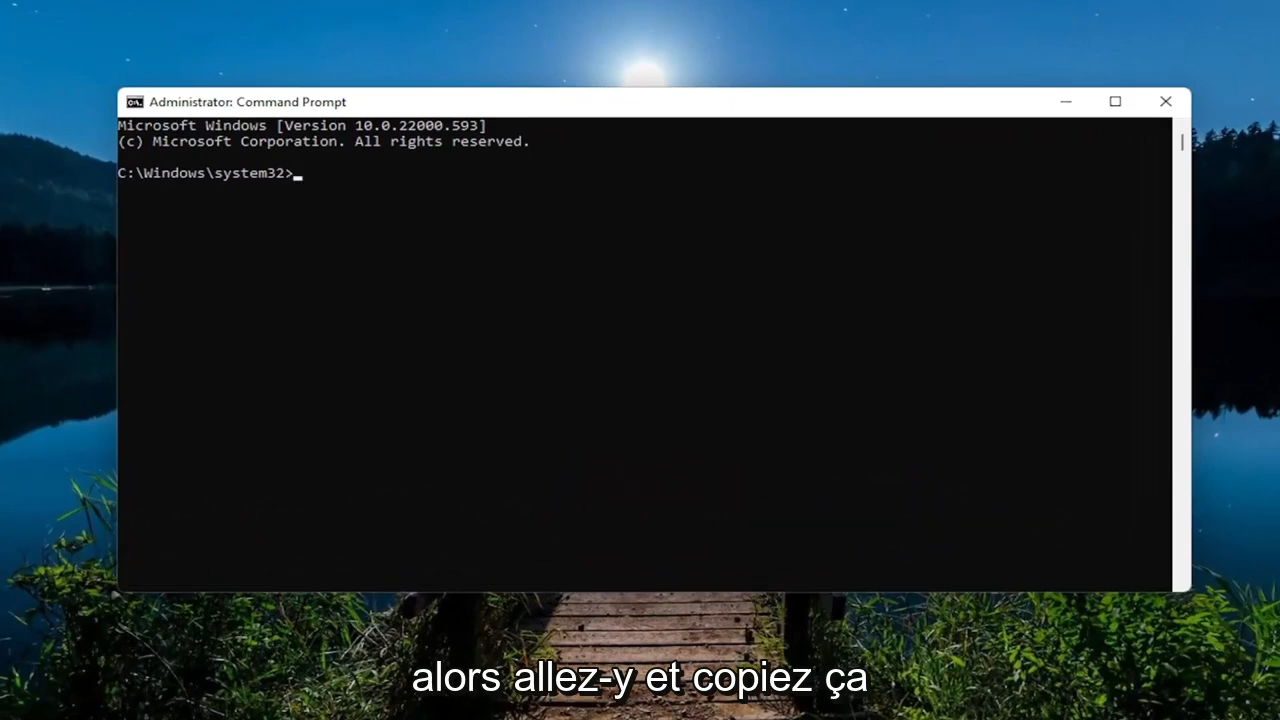 Administrator: Command Prompt
Microsoft Windows [Version 10.0.22000.593]
(c) Microsoft Corporation. All rights reserved.
C:\Windows\system32>
alors allez-y et copiez ça